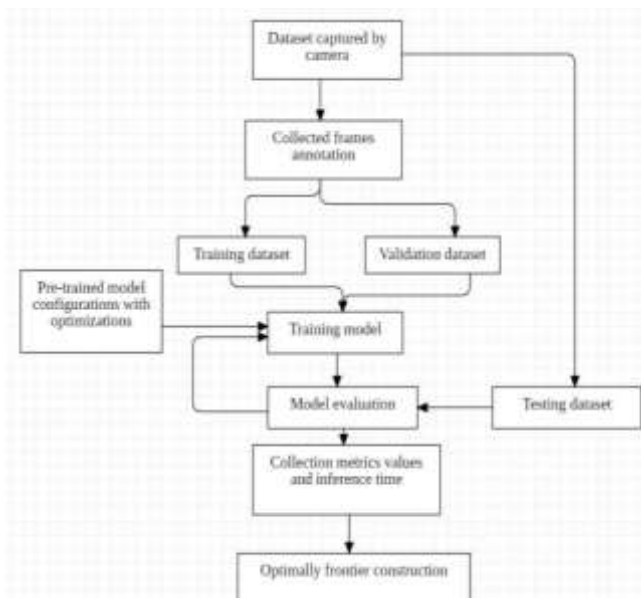 Dataset captured by
camera
Collected frames
annotation
Training dataset
Validation dataset
Pre-trained model
configurations with
optimizations
Training model
Model evaluation
Testing dataset
Collection metrics values
and inference time
Optimally frontier construction